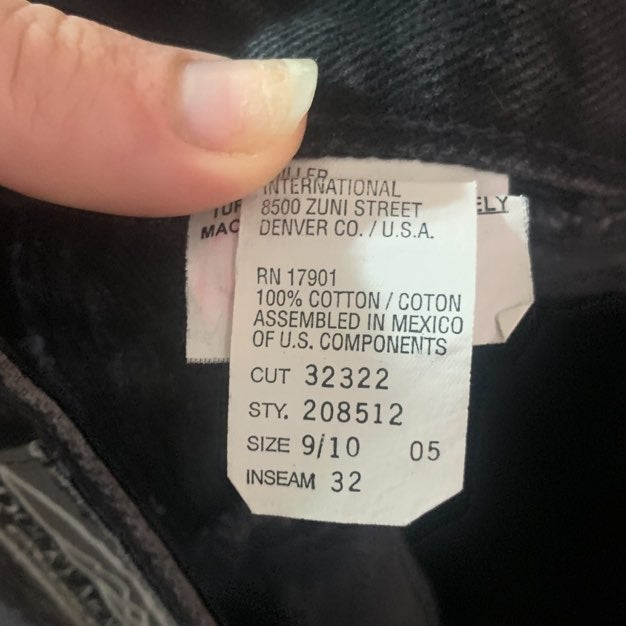 INTERNATIONAL
8500 ZUNI STREET
DENVER CO. / U.S.A.
RN 17901
100% COTTON / COTON
ASSEMBLED IN MEXICO
OF U.S. COMPONENTS
CUT 32322
STY. 208512
SIZE 9/10 05
INSEAM 32